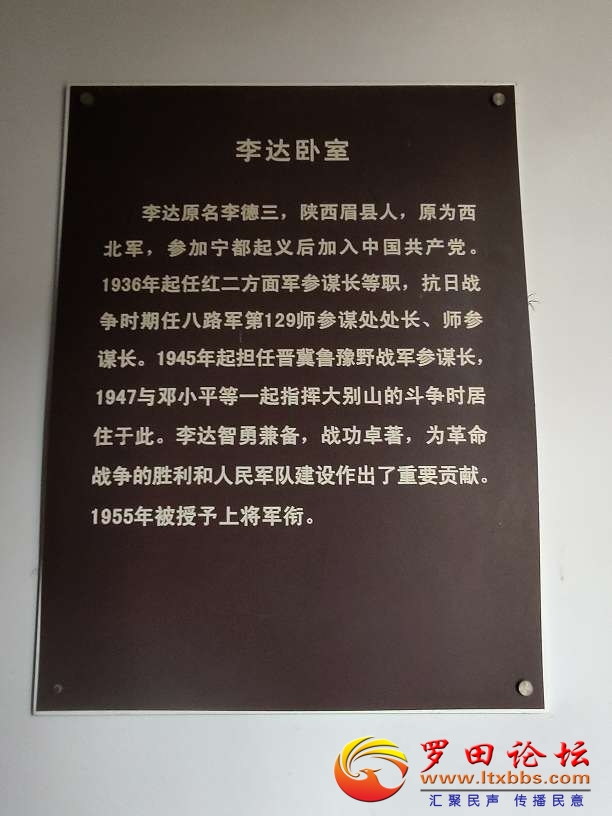 李达卧室
李达原名李德三，陕西眉县人，原为西
北军，参加宁都起义后加入中国共产党。
1936年起任红二方面军参谋长等职，抗日战
争时期任八路军第129师参谋处处长、师参
谋长。1945年起担任晋冀鲁豫野战军参谋长，
1947与邓小平等一起指挥大别山的斗争时居
住于此。李达智勇兼备，战功卓著，为革命
战争的胜利和人民军队建设作出了重要贡献。
1955年被授予上将军衔。
罗田论坛
www.ltxbbs.com
汇聚民声 传播民意